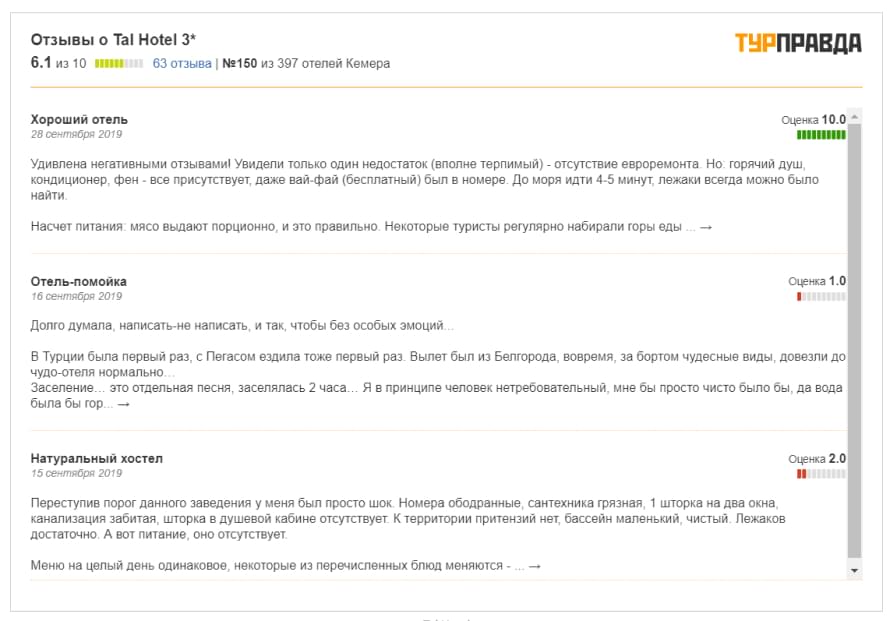 Отзывы о Tal Hotel 3*
ТУРПРАВДА
6.1 из 10 63 отзыва | №150 из 397 отелей Кемера
Хороший отель
Оценка 10.0
28 сентября 2019
Удивлена негативными отзывами! Увидели только один недостаток (вполне терпимый) - отсутствие евроремонта. Но: горячий душ,
кондиционер, фен - все присутствует, даже вай-фай (бесплатный) был в номере. До моря идти 4-5 минут, лежаки всегда можно было
найти.
Насчет питания: мясо выдают порционно, и это правильно. Некоторые туристы регулярно набирали горы еды ... →
Отель-помойка
Оценка 1.0
16 сентября 2019
Долго думала, написать-не написать, и так, чтобы без особых эмоций...
В Турции была первый раз, с Пегасом ездила тоже первый раз. Вылет был из Белгорода, вовремя, за бортом чудесные виды, довезли до
чудо-отеля нормально...
Заселение... это отдельная песня, заселялась 2 часа... Я в принципе человек нетребовательный, мне бы просто чисто было бы, да вода
была бы гор... →
Натуральный хостел
Оценка 2.0
15 сентября 2019
Переступив порог данного заведения у меня был просто шок. Номера ободранные, сантехника грязная, 1 шторка на два окна,
канализация забитая, шторка в душевой кабине отсутствует. К территории притензий нет, бассейн маленький, чистый. Лежаков
достаточно. А вот питание, оно отсутствует.
Меню на целый день одинаковое, некоторые из перечисленных блюд меняются - ... →